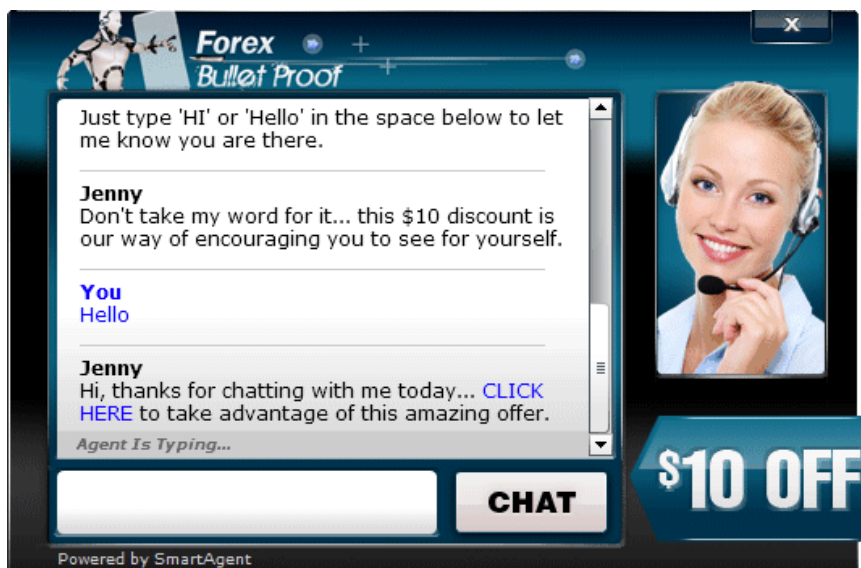 x
Forex
Bullet Proof
Just type 'HI' or 'Hello' in the space below to let
me know you are there.
Jenny
Don't take my word for it... this $10 discount is
our way of encouraging you to see for yourself.
You
Hello
Jenny
Hi, thanks for chatting with me today... CLICK
HERE to take advantage of this amazing offer.
Agent Is Typing...
CHAT
$10 OFF
Powered by SmartAgent